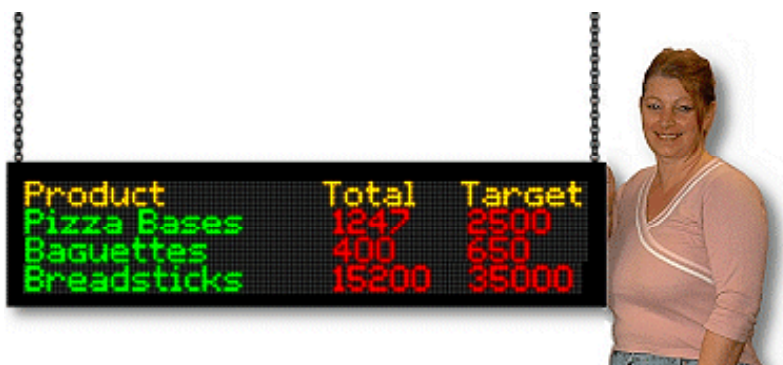 Product Total Target
Pizza Bases 1247 2500
Baguettes 400 650
Breadsticks 15200 35000